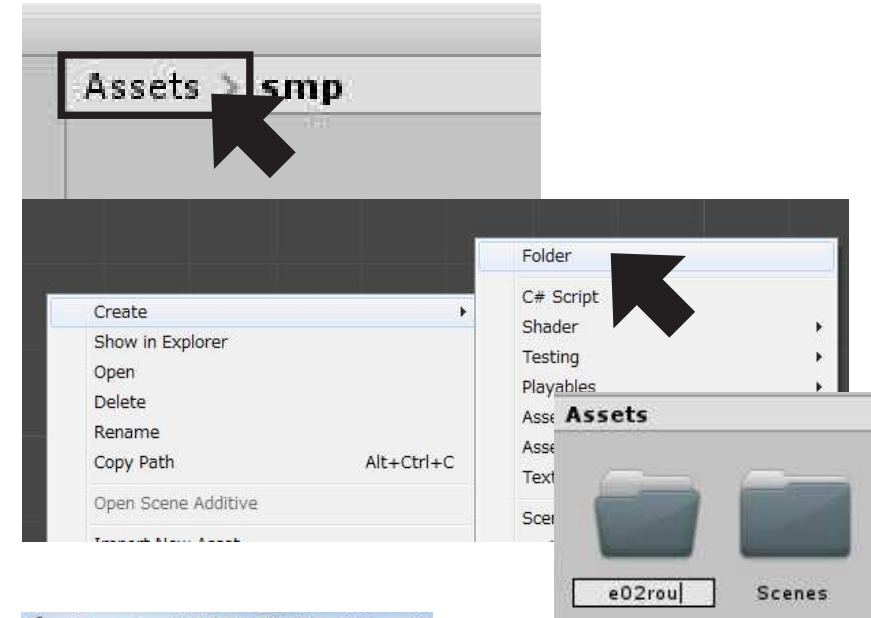 Assets > smp
Create
Show in Explorer
Open
Delete
Rename
Copy Path Alt+Ctrl+C
Open Scene Additive
Folder
C# Script
Shader
Testing
Playables
Assets
e02rou
Scenes